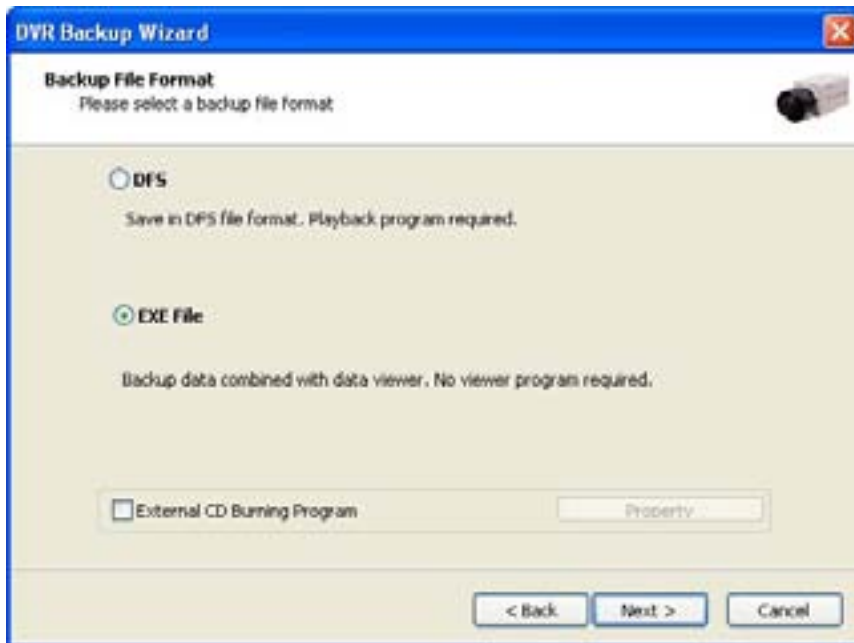 DVR Backup Wizard
Backup File Format
Please select a backup file format
DFS
Save in DFS file format. Playback program required.
EXE File
Backup data combined with data viewer. No viewer program required.
External CD Burning Program
Property
< Back
Next >
Cancel